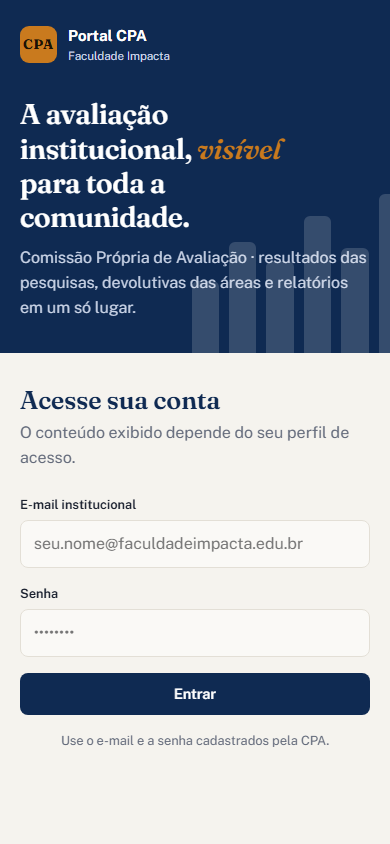 CPA
Portal CPA
Faculdade Impacta
A avaliação
institucional, visível
para toda a
comunidade.
Comissão Própria de Avaliação · resultados das
pesquisas, devolutivas das áreas e relatórios
em um só lugar.
Acesse sua conta
O conteúdo exibido depende do seu perfil de
acesso.
E-mail institucional
seu.nome@faculdadeimpacta.edu.br
Senha
••••••••
Entrar
Use o e-mail e a senha cadastrados pela CPA.